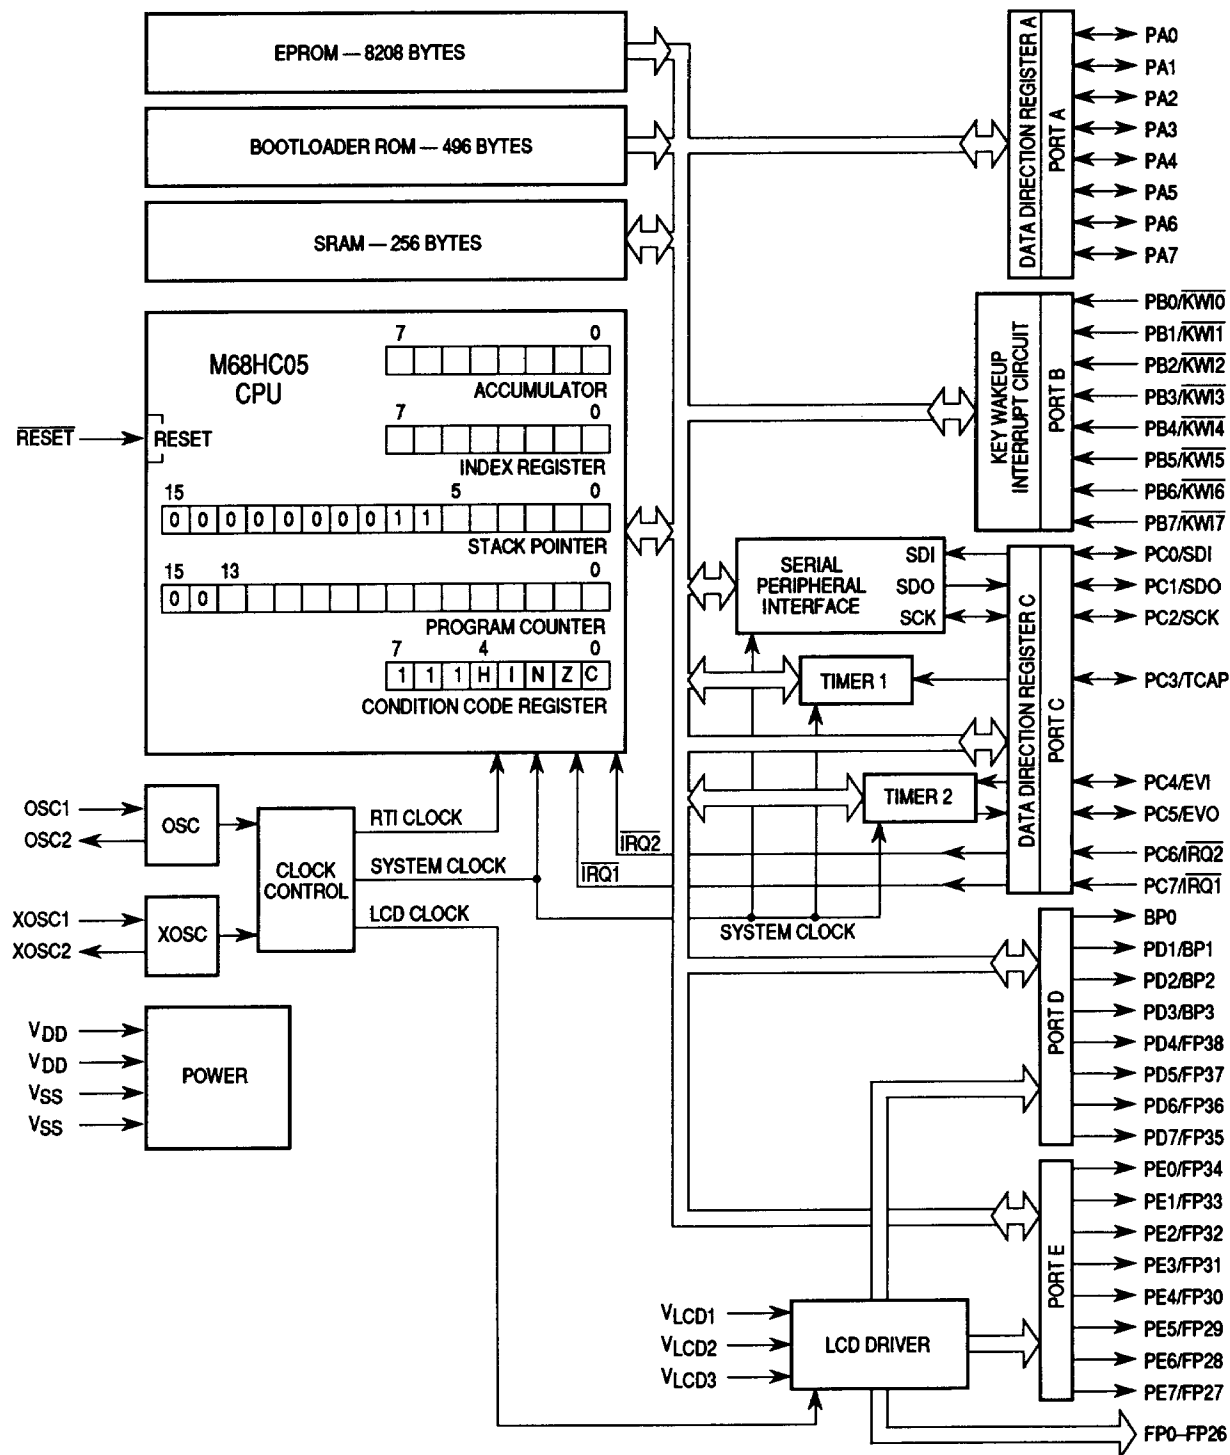 EPROM — 8208 BYTES
BOOTLOADER ROM — 496 BYTES
SRAM — 256 BYTES
M68HC05
CPU
RESET
RESET
7 0
ACCUMULATOR
7 0
INDEX REGISTER
15 5 0
0 0 0 0 0 0 0 0 1 1
STACK POINTER
15 13 0
0 0
PROGRAM COUNTER
7 4 0
1 1 1 H I N Z C
CONDITION CODE REGISTER
OSC1
OSC2
OSC
XOSC1
XOSC2
XOSC
CLOCK
CONTROL
RTI CLOCK
SYSTEM CLOCK
LCD CLOCK
IRQ2
IRQ1
SYSTEM CLOCK
VDD
VDD
VSS
VSS
POWER
SERIAL
PERIPHERAL
INTERFACE
SDI
SDO
SCK
TIMER 1
TIMER 2
VLCD1
VLCD2
VLCD3
LCD DRIVER
DATA DIRECTION REGISTER A
PORT A
PA0
PA1
PA2
PA3
PA4
PA5
PA6
PA7
KEY WAKEUP
INTERRUPT CIRCUIT
PORT B
PB0/KWI0
PB1/KWI1
PB2/KWI2
PB3/KWI3
PB4/KWI4
PB5/KWI5
PB6/KWI6
PB7/KWI7
DATA DIRECTION REGISTER C
PORT C
PC0/SDI
PC1/SDO
PC2/SCK
PC3/TCAP
PC4/EVI
PC5/EVO
PC6/IRQ2
PC7/IRQ1
PORT D
BP0
PD1/BP1
PD2/BP2
PD3/BP3
PD4/FP38
PD5/FP37
PD6/FP36
PD7/FP35
PORT E
PE0/FP34
PE1/FP33
PE2/FP32
PE3/FP31
PE4/FP30
PE5/FP29
PE6/FP28
PE7/FP27
FP0–FP26